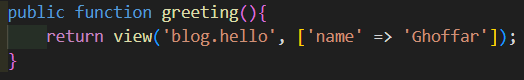 public function greeting(){
    return view('blog.hello', ['name' => 'Ghoffar']);
}